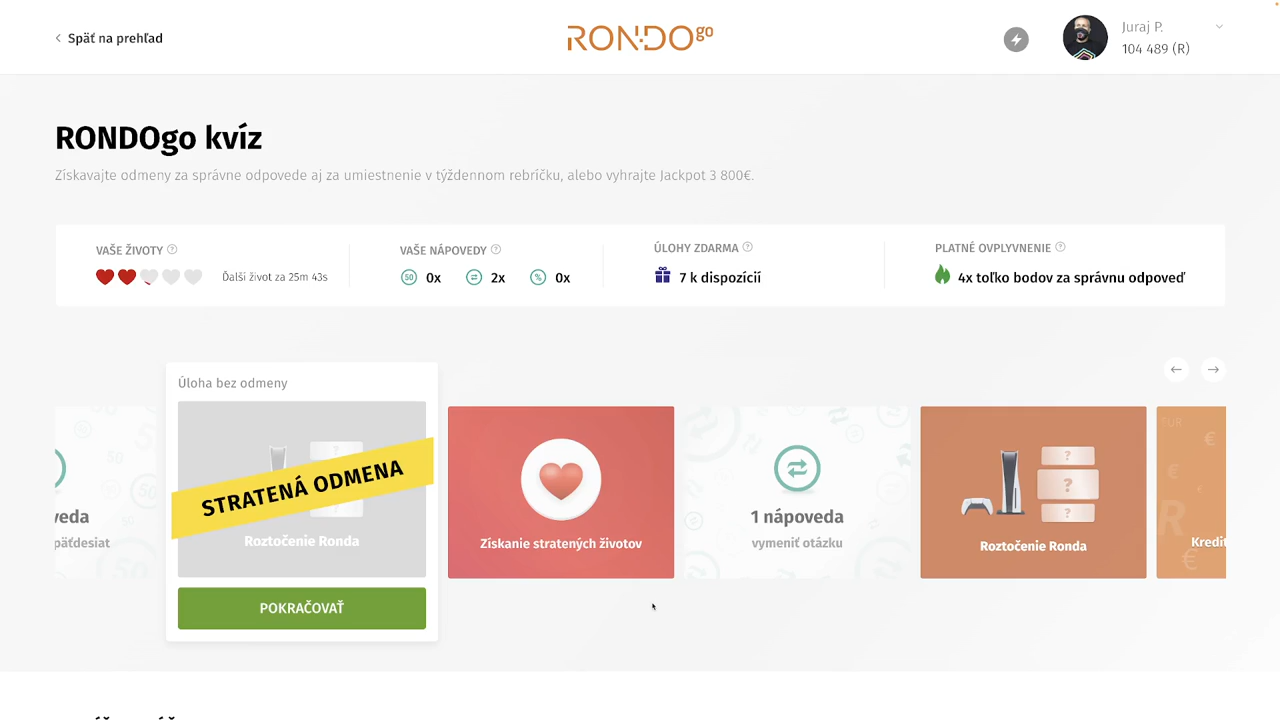 Späť na prehľad
RONDOgo
Juraj P.
104 489 (R)
RONDOgo kvíz
Získavajte odmeny za správne odpovede aj za umiestnenie v týždennom rebríčku, alebo vyhrajte Jackpot 3 800€.
VAŠE ŽIVOTY ?
Ďalší život za 25m 43s
VAŠE NÁPOVEDY ?
50 0x 2x % 0x
ÚLOHY ZDARMA ?
7 k dispozícií
PLATNÉ OVPLYVNENIE ?
4x toľko bodov za správnu odpoveď
Úloha bez odmeny
STRATENÁ ODMENA
Roztočenie Ronda
POKRAČOVAŤ
veda
päťdesiat
Získanie stratených životov
1 nápoveda
vymeniť otázku
? ? ?
Roztočenie Ronda
Kredit